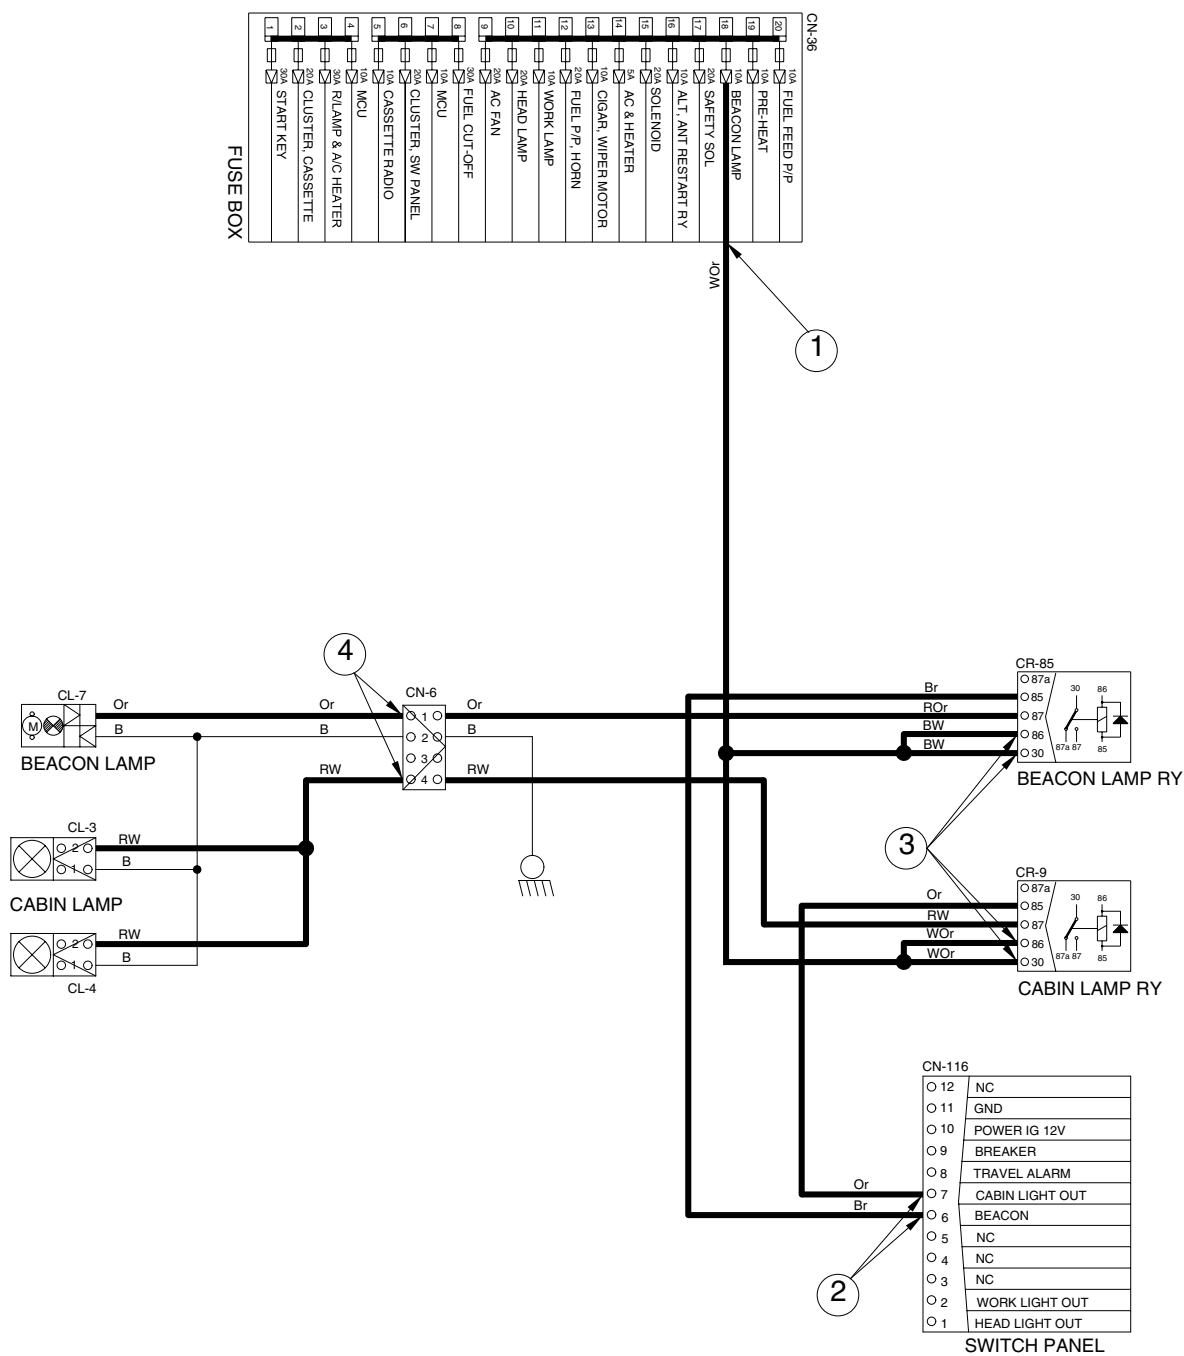 CN-36
1 2 3 4 5 6 7 8 9 10 11 12 13 14 15 16 17 18 19 20
30A START KEY
20A CLUSTER, CASSETTE
30A R/LAMP & A/C HEATER
10A MCU
10A CASSETTE RADIO
20A CLUSTER, SW PANEL
10A MCU
30A FUEL CUT-OFF
20A AC FAN
20A HEAD LAMP
10A WORK LAMP
20A FUEL P/P, HORN
10A CIGAR, WIPER MOTOR
5A AC & HEATER
20A SOLENOID
10A ALT, ANT RESTART RY
20A SAFETY SOL
10A BEACON LAMP
10A PRE-HEAT
10A FUEL FEED P/P
FUSE BOX
WOr
1
4
CL-7
M
Or
B
BEACON LAMP
Or
B
RW
CN-6
1
2
3
4
Or
B
RW
CL-3
2
1
RW
B
CABIN LAMP
2
1
RW
B
CL-4
CR-85
87a
85
87
86
30
30 86
87a 87 85
Br
ROr
BW
BW
BEACON LAMP RY
3
CR-9
87a
85
87
86
30
30 86
87a 87 85
Or
RW
WOr
WOr
CABIN LAMP RY
CN-116
12 NC
11 GND
10 POWER IG 12V
9 BREAKER
8 TRAVEL ALARM
Or 7 CABIN LIGHT OUT
Br 6 BEACON
5 NC
4 NC
3 NC
2 WORK LIGHT OUT
1 HEAD LIGHT OUT
2
SWITCH PANEL